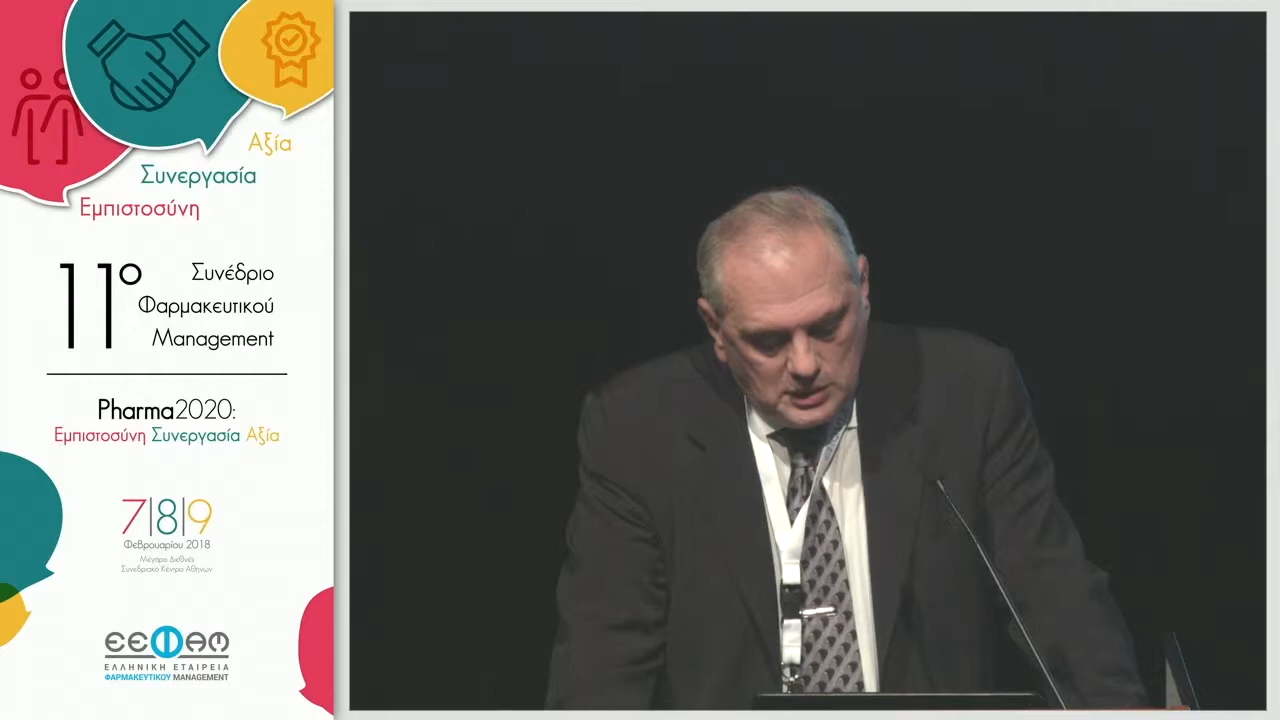 Αξία
Συνεργασία
Εμπιστοσύνη
11° Συνέδριο
Φαρμακευτικού
Management
Pharma2020:
Εμπιστοσύνη Συνεργασία Αξία
7|8|9
Φεβρουαρίου 2018
Μέγαρο Διεθνές
Συνεδριακό Κέντρο Αθηνών
ΕΕΦΑΜ
ΕΛΛΗΝΙΚΗ ΕΤΑΙΡΕΙΑ
ΦΑΡΜΑΚΕΥΤΙΚΟΥ MANAGEMENT